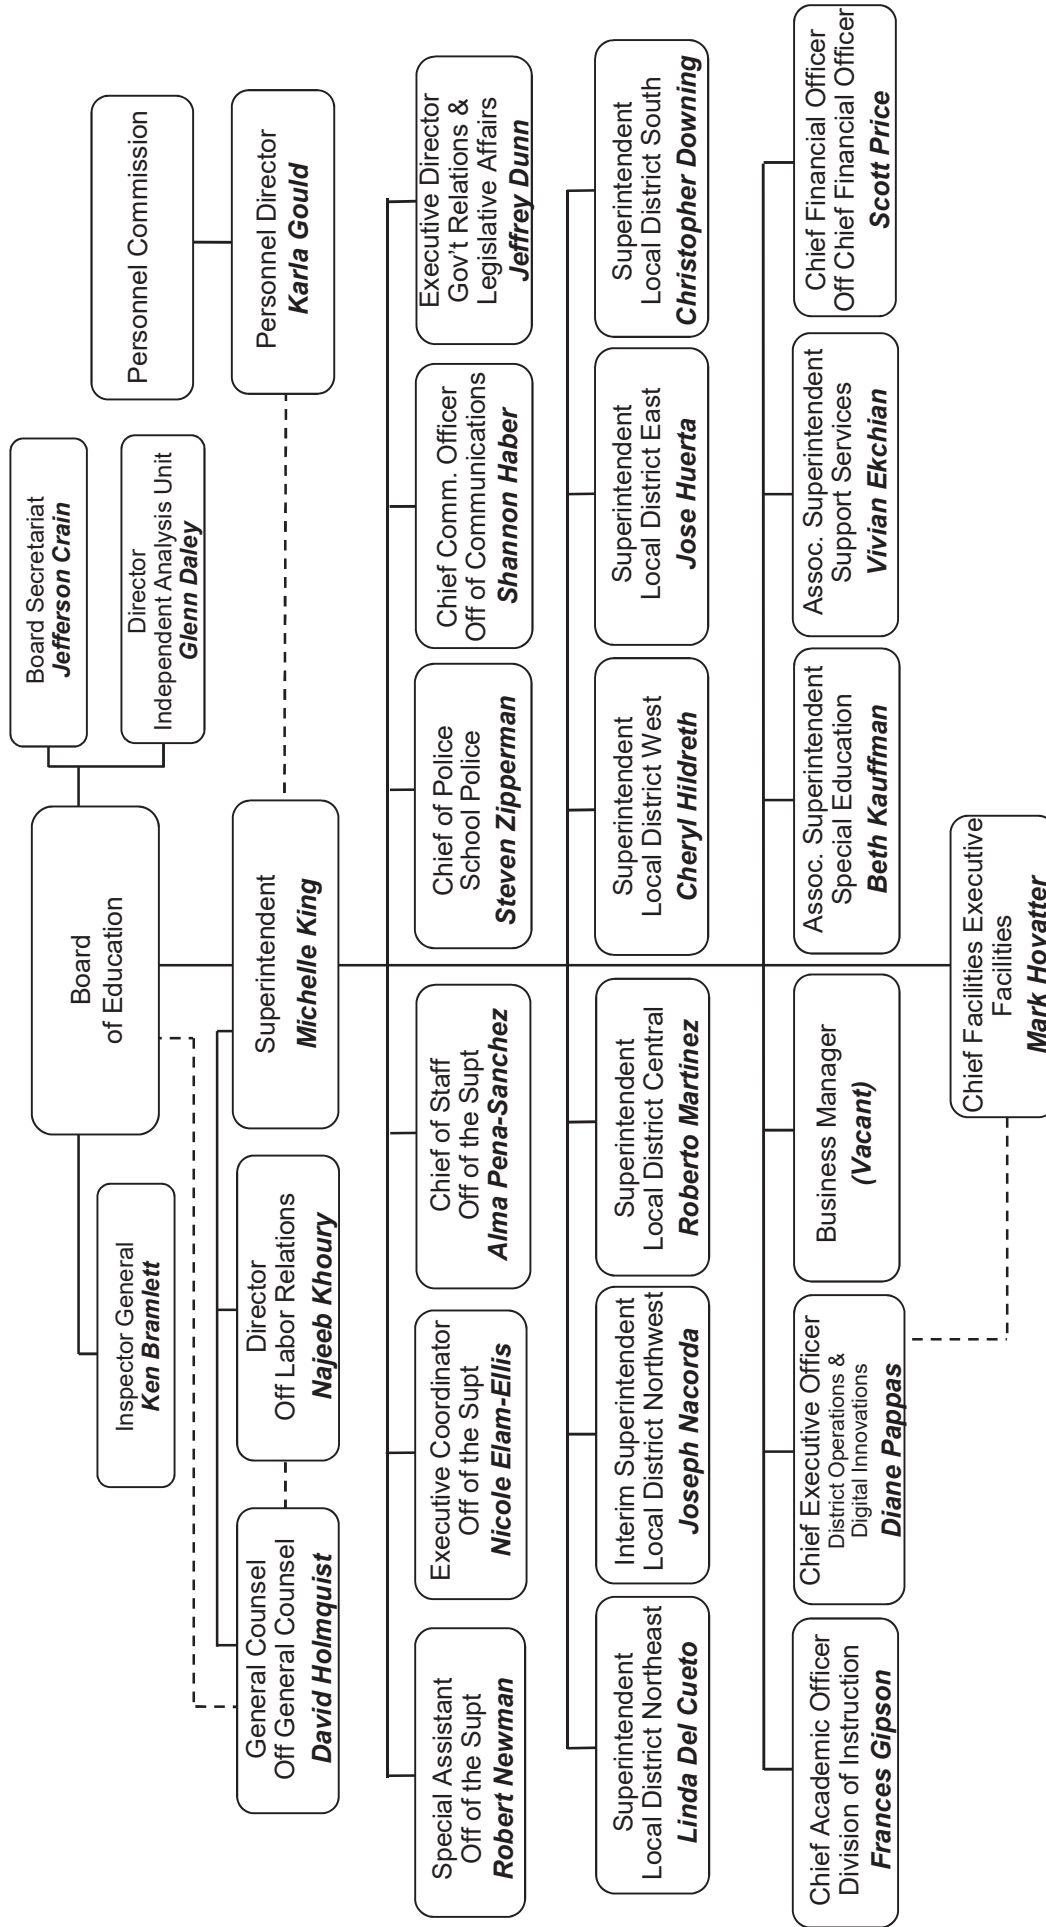 Board Secretariat
Jefferson Crain
Board
of Education
Director
Independent Analysis Unit
Glenn Daley
Personnel Commission
Inspector General
Ken Bramlett
General Counsel
Off General Counsel
David Holmquist
Director
Off Labor Relations
Najeeb Khoury
Superintendent
Michelle King
Personnel Director
Karla Gould
Special Assistant
Off of the Supt
Robert Newman
Executive Coordinator
Off of the Supt
Nicole Elam-Ellis
Chief of Staff
Off of the Supt
Alma Pena-Sanchez
Chief of Police
School Police
Steven Zipperman
Chief Comm. Officer
Off of Communications
Shannon Haber
Executive Director
Gov't Relations &
Legislative Affairs
Jeffrey Dunn
Superintendent
Local District Northeast
Linda Del Cueto
Interim Superintendent
Local District Northwest
Joseph Nacorda
Superintendent
Local District Central
Roberto Martinez
Superintendent
Local District West
Cheryl Hildreth
Superintendent
Local District East
Jose Huerta
Superintendent
Local District South
Christopher Downing
Chief Academic Officer
Division of Instruction
Frances Gipson
Chief Executive Officer
District Operations &
Digital Innovations
Diane Pappas
Business Manager
(Vacant)
Assoc. Superintendent
Special Education
Beth Kauffman
Assoc. Superintendent
Support Services
Vivian Ekchian
Chief Financial Officer
Off Chief Financial Officer
Scott Price
Chief Facilities Executive
Facilities
Mark Hovatter